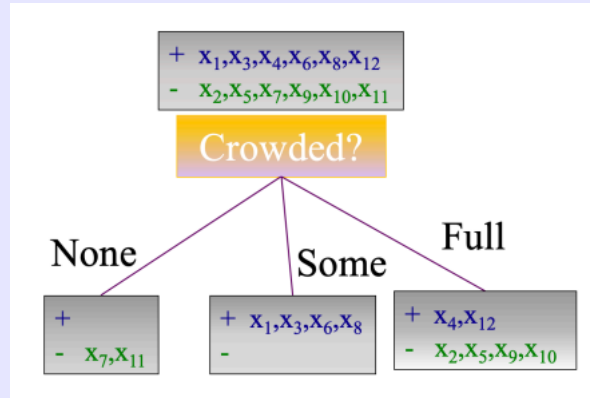 + x₁,x₃,x₄,x₆,x₈,x₁₂
- x₂,x₅,x₇,x₉,x₁₀,x₁₁
Crowded?
None
Some
Full
+
- x₇,x₁₁
+ x₁,x₃,x₆,x₈
-
+ x₄,x₁₂
- x₂,x₅,x₉,x₁₀